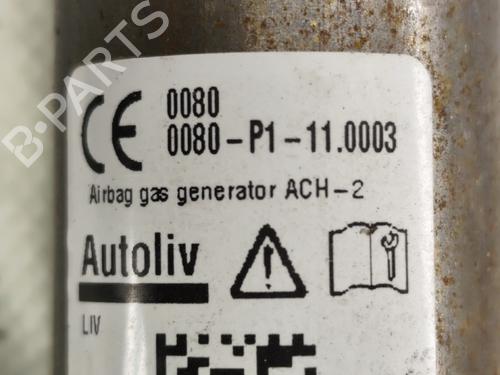 B-PARTS
CE 0080
0080-P1-11.0003
Airbag gas generator ACH-2
Autoliv
LIV